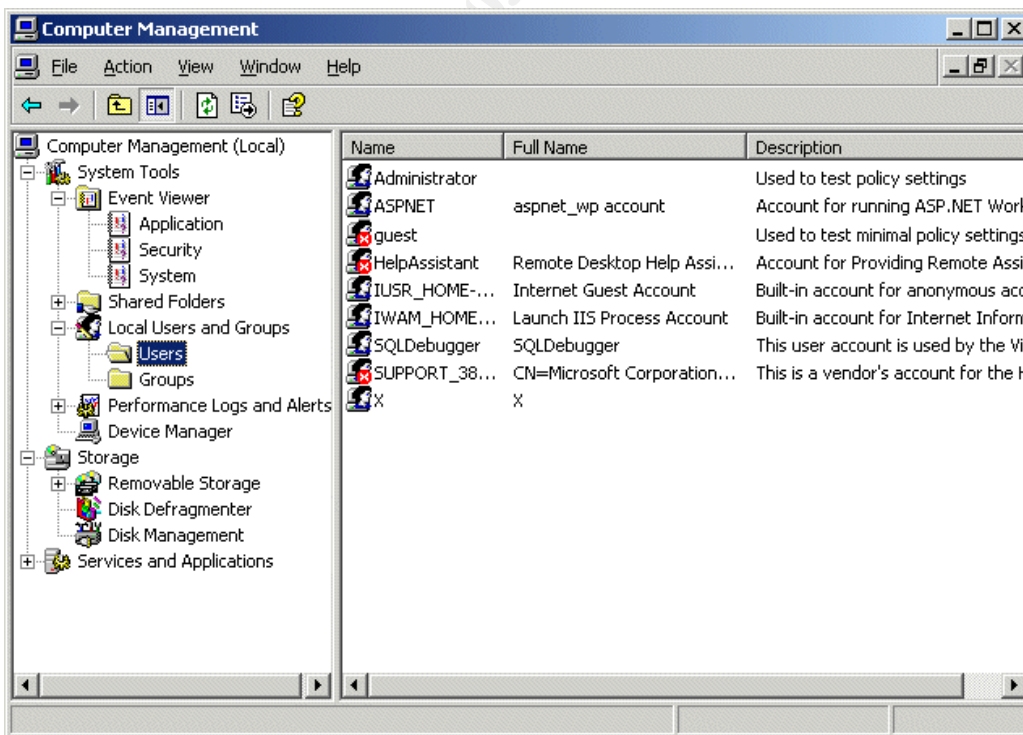 Computer Management
File Action View Window Help
Computer Management (Local)
System Tools
Event Viewer
Application
Security
System
Shared Folders
Local Users and Groups
Users
Groups
Performance Logs and Alerts
Device Manager
Storage
Removable Storage
Disk Defragmenter
Disk Management
Services and Applications
Name Full Name Description
Administrator Used to test policy settings
ASPNET aspnet_wp account Account for running ASP.NET Work
guest Used to test minimal policy settings
HelpAssistant Remote Desktop Help Assi... Account for Providing Remote Assi
IUSR_HOME-... Internet Guest Account Built-in account for anonymous acc
IWAM_HOME... Launch IIS Process Account Built-in account for Internet Inform
SQLDebugger SQLDebugger This user account is used by the Vi
SUPPORT_38... CN=Microsoft Corporation... This is a vendor's account for the H
X X